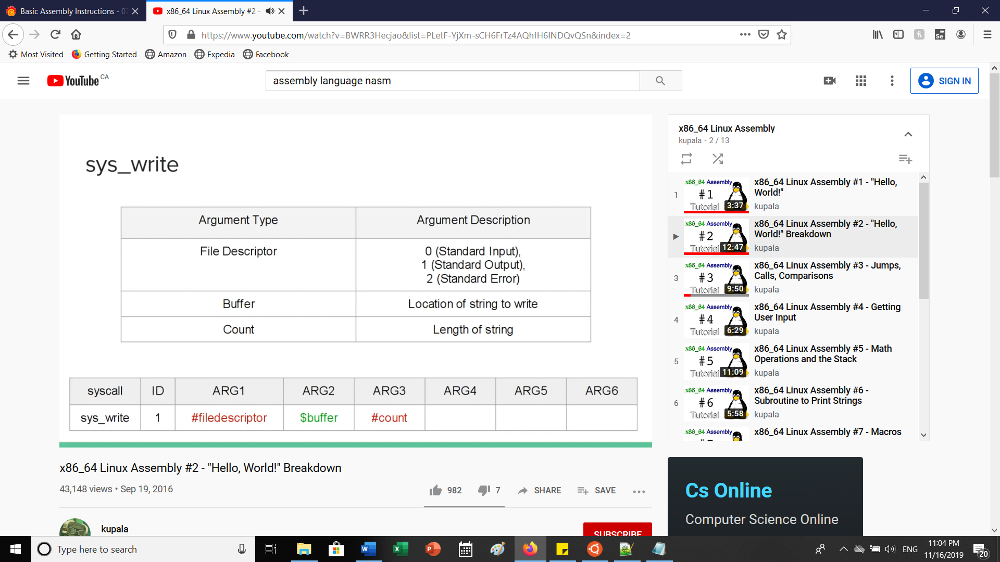 Basic Assembly Instructions - 07
x86_64 Linux Assembly #2 -
https://www.youtube.com/watch?v=BWRR3Hecjao&list=PLetF-YjXm-sCH6FrTz4AQhfH6INDQvQSn&index=2
Most Visited
Getting Started
Amazon
Expedia
Facebook
YouTube CA
assembly language nasm
SIGN IN
sys_write
Argument Type
Argument Description
File Descriptor
0 (Standard Input),
1 (Standard Output),
2 (Standard Error)
Buffer
Location of string to write
Count
Length of string
syscall ID ARG1 ARG2 ARG3 ARG4 ARG5 ARG6
sys_write 1 #filedescriptor $buffer #count
x86_64 Linux Assembly #2 - "Hello, World!" Breakdown
43,148 views • Sep 19, 2016
982
7
SHARE
SAVE
kupala
SUBSCRIBE
x86_64 Linux Assembly
kupala - 2 / 13
1
x86_64 Assembly
#1
Tutorial
3:37
x86_64 Linux Assembly #1 - "Hello,
World!"
kupala
x86_64 Assembly
#2
Tutorial
12:47
x86_64 Linux Assembly #2 - "Hello,
World!" Breakdown
kupala
3
x86_64 Assembly
#3
Tutorial
9:50
x86_64 Linux Assembly #3 - Jumps,
Calls, Comparisons
kupala
4
x86_64 Assembly
#4
Tutorial
6:29
x86_64 Linux Assembly #4 - Getting
User Input
kupala
5
x86_64 Assembly
#5
Tutorial
11:09
x86_64 Linux Assembly #5 - Math
Operations and the Stack
kupala
6
x86_64 Assembly
#6
Tutorial
5:58
x86_64 Linux Assembly #6 -
Subroutine to Print Strings
kupala
x86_64 Assembly
x86_64 Linux Assembly #7 - Macros
Cs Online
Computer Science Online
Type here to search
ENG
11:04 PM
11/16/2019
20